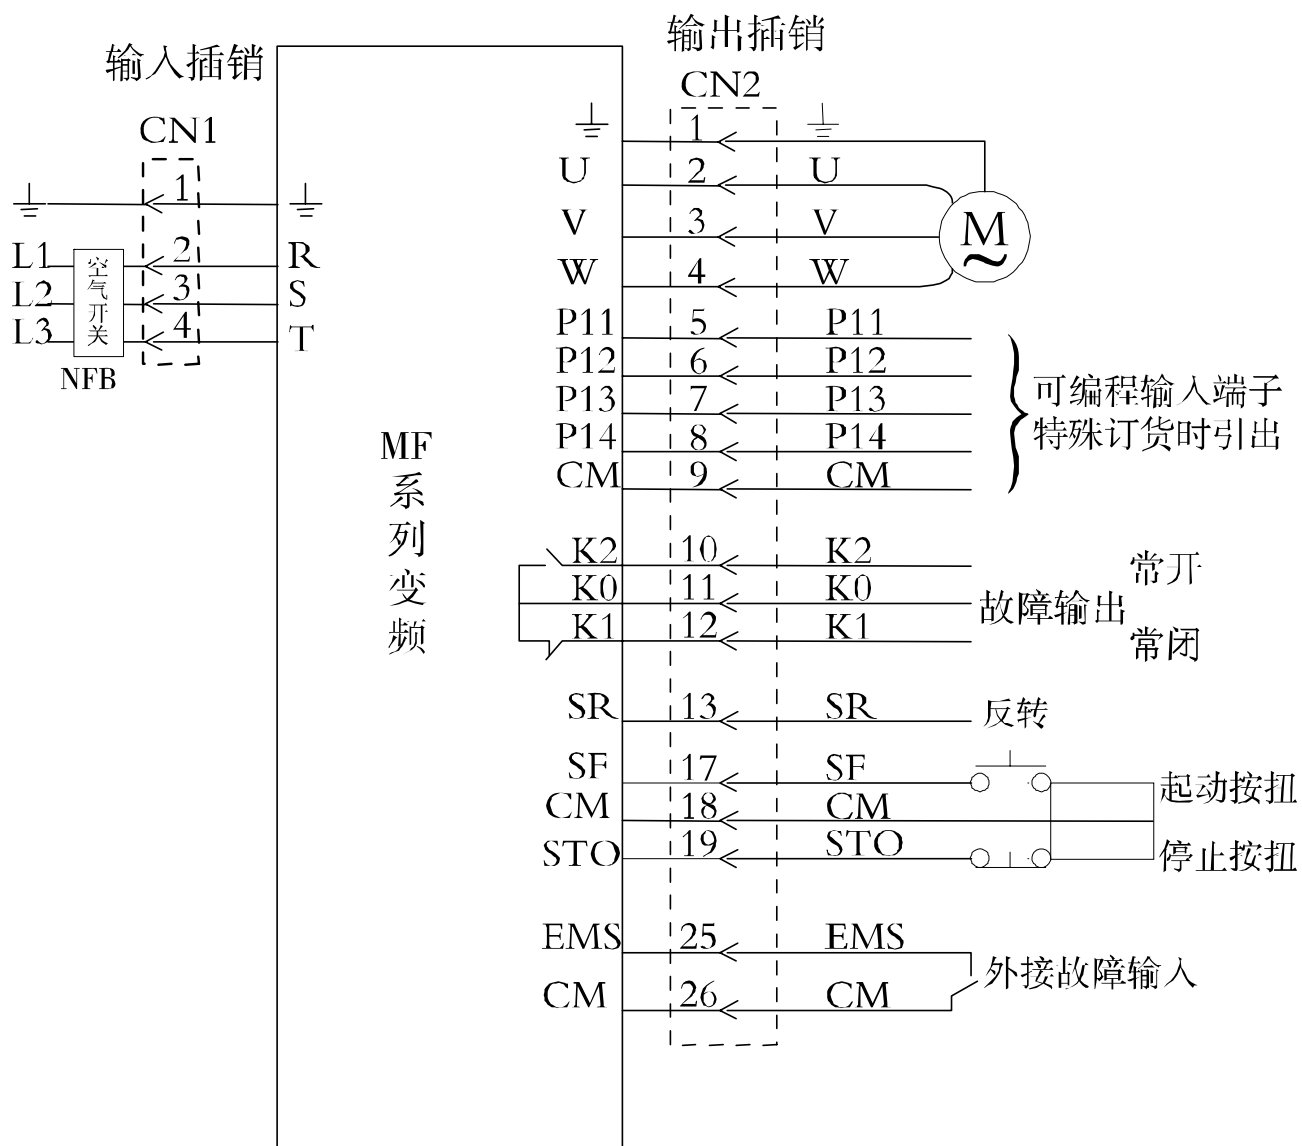 输入插销
CN1
1
L1 2 R
L2 3 S
L3 4 T
空气开关
NFB
MF系列变频
输出插销
CN2
1
U 2 U
V 3 V
W 4 W
M
~
P11 5 P11
P12 6 P12
P13 7 P13
P14 8 P14
CM 9 CM
可编程输入端子
特殊订货时引出
K2 10 K2 常开
K0 11 K0 故障输出
K1 12 K1 常闭
SR 13 SR 反转
SF 17 SF 起动按扭
CM 18 CM
STO 19 STO 停止按扭
EMS 25 EMS
外接故障输入
CM 26 CM